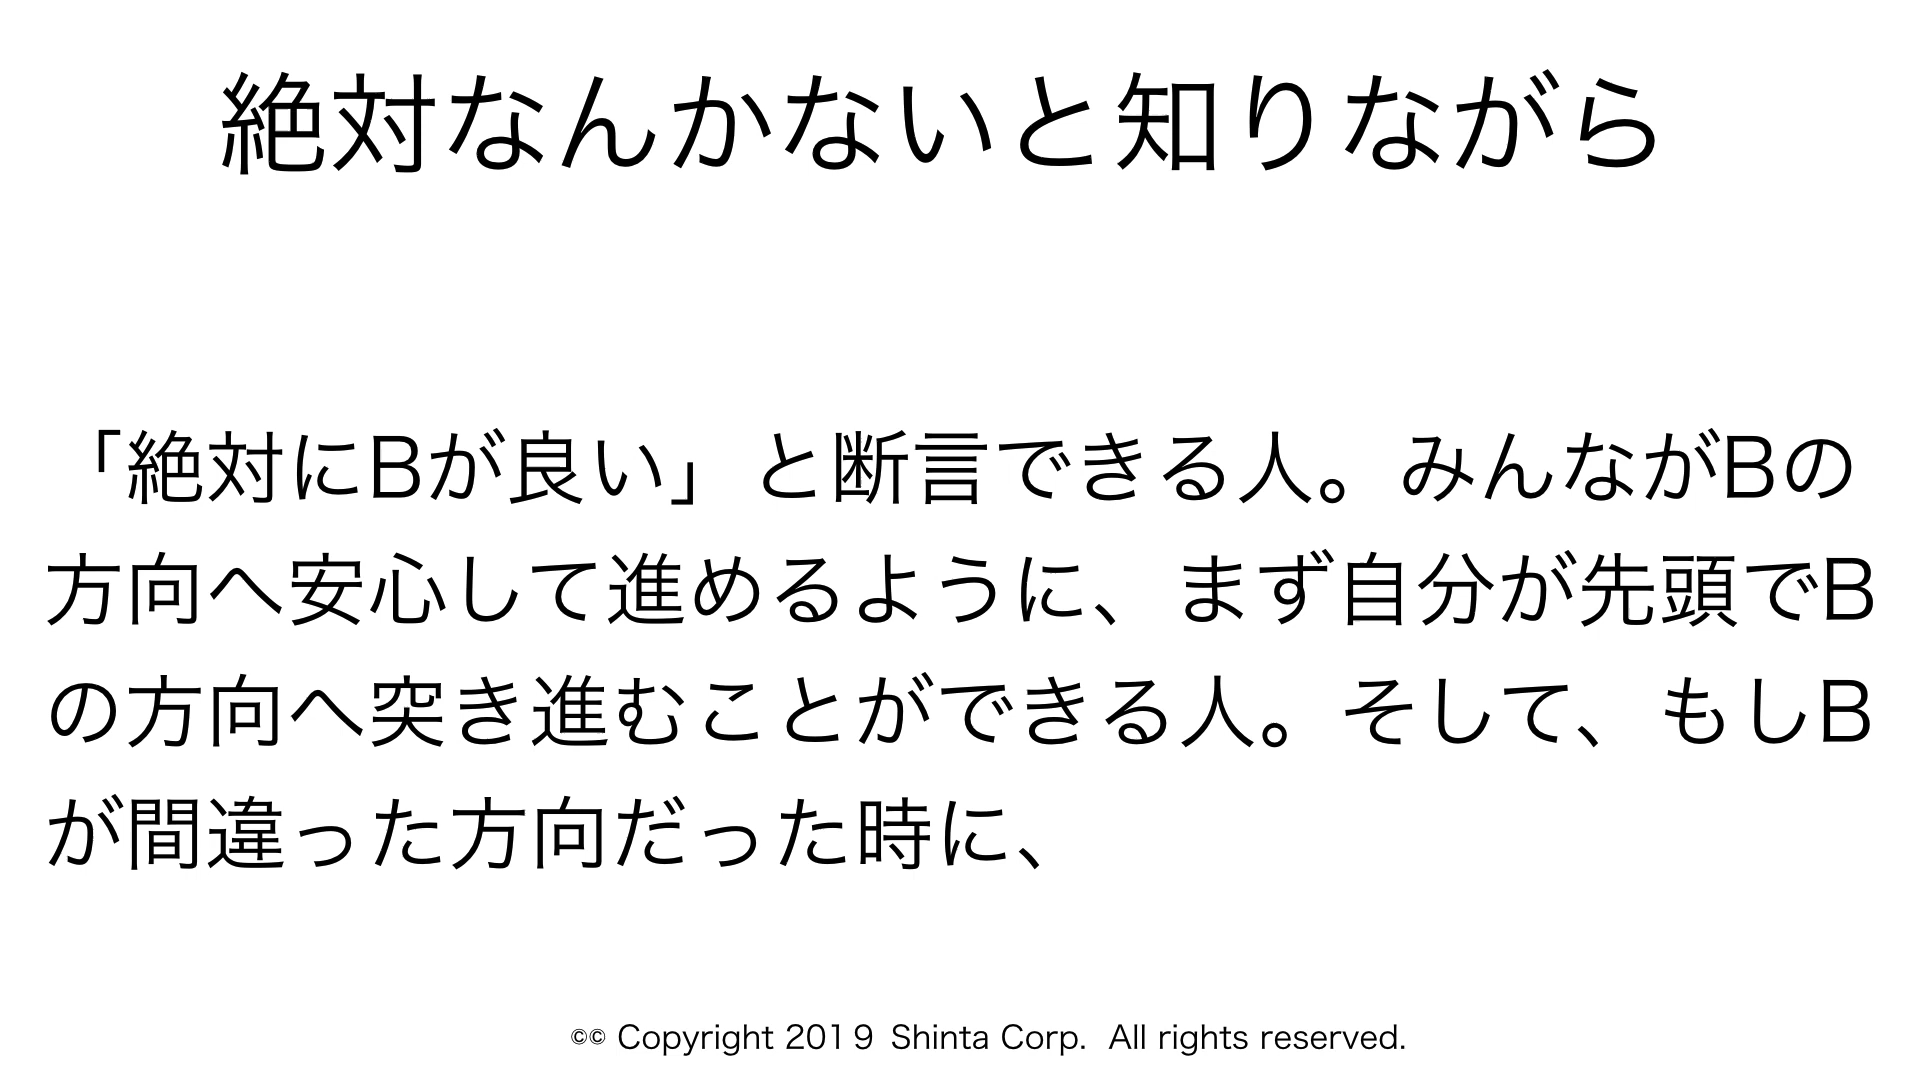 絶対なんかないと知りながら
「絶対にBが良い」と断言できる人。みんながBの
方向へ安心して進めるように、まず自分が先頭でB
の方向へ突き進むことができる人。そして、もしB
が間違った方向だった時に、
©© Copyright 201９ Shinta Corp.  All rights reserved.